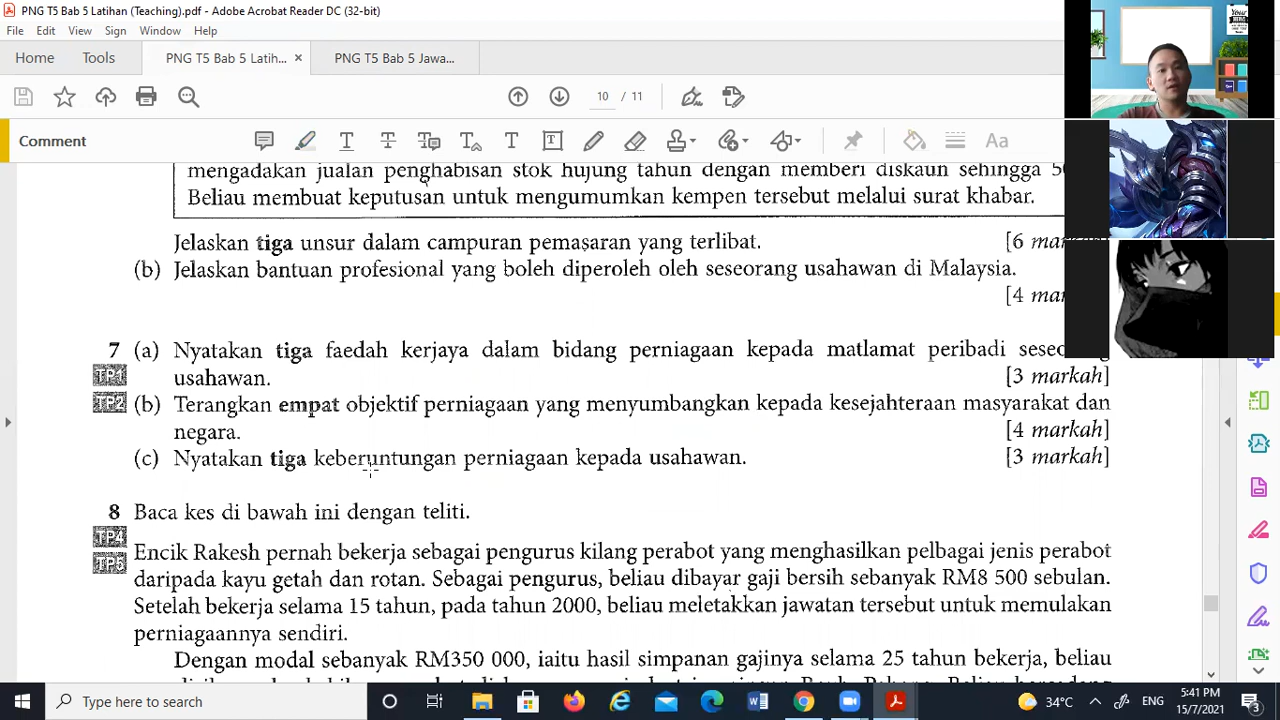 PNG T5 Bab 5 Latihan (Teaching).pdf - Adobe Acrobat Reader DC (32-bit)
File Edit View Sign Window Help
Home Tools PNG T5 Bab 5 Latih... × PNG T5 Bab 5 Jawa...
10 / 11
Comment
mengadakan jualan penghabisan stok hujung tahun dengan memberi diskaun sehingga 50
Beliau membuat keputusan untuk mengumumkan kempen tersebut melalui surat khabar.
Jelaskan tiga unsur dalam campuran pemasaran yang terlibat. [6 mar
(b) Jelaskan bantuan profesional yang boleh diperoleh oleh seseorang usahawan di Malaysia.
[4 mar
7 (a) Nyatakan tiga faedah kerjaya dalam bidang perniagaan kepada matlamat peribadi seseorang
TP1 usahawan. [3 markah]
TP2 (b) Terangkan empat objektif perniagaan yang menyumbangkan kepada kesejahteraan masyarakat dan
negara. [4 markah]
(c) Nyatakan tiga keberuntungan perniagaan kepada usahawan. [3 markah]
8 Baca kes di bawah ini dengan teliti.
TP4
TP5
Encik Rakesh pernah bekerja sebagai pengurus kilang perabot yang menghasilkan pelbagai jenis perabot
daripada kayu getah dan rotan. Sebagai pengurus, beliau dibayar gaji bersih sebanyak RM8 500 sebulan.
Setelah bekerja selama 15 tahun, pada tahun 2000, beliau meletakkan jawatan tersebut untuk memulakan
perniagaannya sendiri.
Dengan modal sebanyak RM350 000, iaitu hasil simpanan gajinya selama 25 tahun bekerja, beliau
Type here to search
34°C ENG 5:41 PM
15/7/2021
3